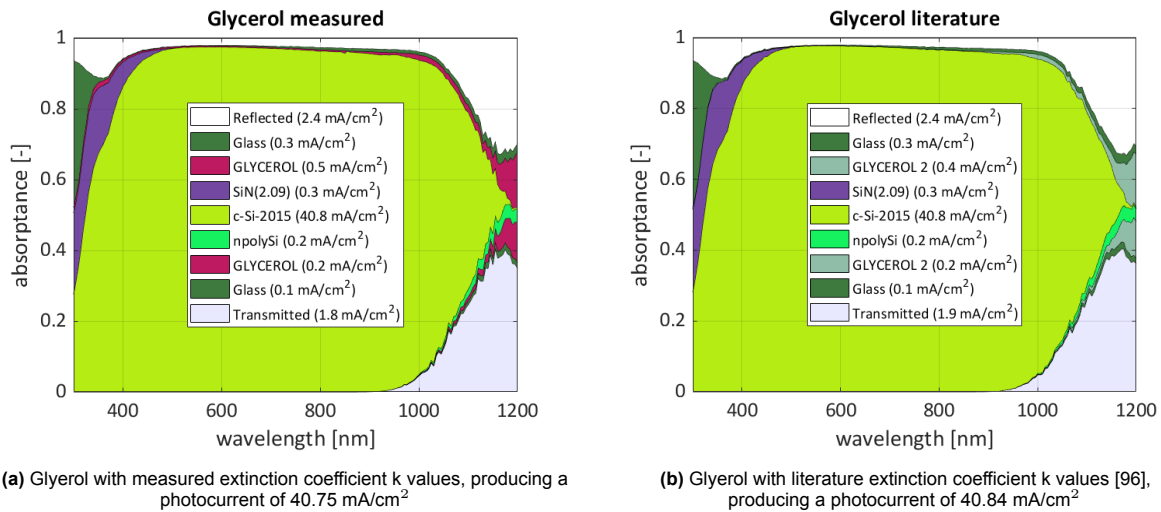 Glycerol measured
1
0.8
0.6
0.4
0.2
0
absorptance [-]
400
600
800
1000
1200
wavelength [nm]
Reflected (2.4 mA/cm²)
Glass (0.3 mA/cm²)
GLYCEROL (0.5 mA/cm²)
SiN(2.09) (0.3 mA/cm²)
c-Si-2015 (40.8 mA/cm²)
npolySi (0.2 mA/cm²)
GLYCEROL (0.2 mA/cm²)
Glass (0.1 mA/cm²)
Transmitted (1.8 mA/cm²)
(a) Glyerol with measured extinction coefficient k values, producing a
photocurrent of 40.75 mA/cm²
Glycerol literature
1
0.8
0.6
0.4
0.2
0
absorptance [-]
400
600
800
1000
1200
wavelength [nm]
Reflected (2.4 mA/cm²)
Glass (0.3 mA/cm²)
GLYCEROL 2 (0.4 mA/cm²)
SiN(2.09) (0.3 mA/cm²)
c-Si-2015 (40.8 mA/cm²)
npolySi (0.2 mA/cm²)
GLYCEROL 2 (0.2 mA/cm²)
Glass (0.1 mA/cm²)
Transmitted (1.9 mA/cm²)
(b) Glyerol with literature extinction coefficient k values [96],
producing a photocurrent of 40.84 mA/cm²